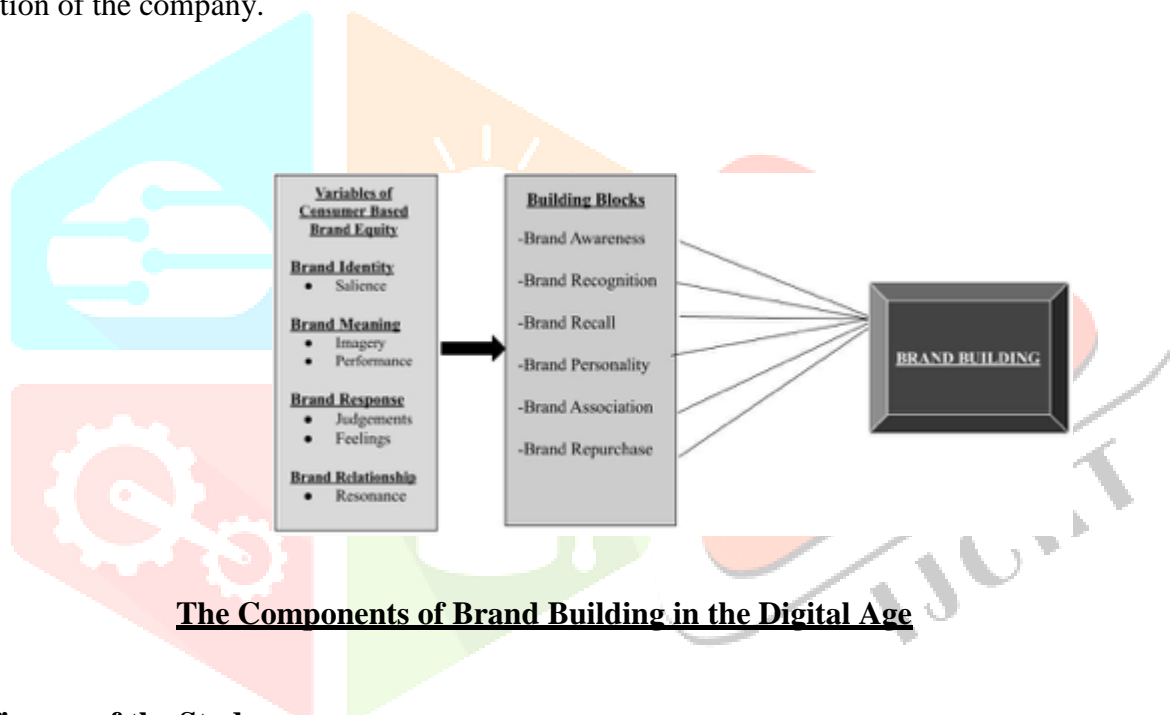 tion of the company.
Variables of
Consumer Based
Brand Equity
Brand Identity
● Salience
Brand Meaning
● Imagery
● Performance
Brand Response
● Judgements
● Feelings
Brand Relationship
● Resonance
Building Blocks
-Brand Awareness
-Brand Recognition
-Brand Recall
-Brand Personality
-Brand Association
-Brand Repurchase
BRAND BUILDING
The Components of Brand Building in the Digital Age
of the